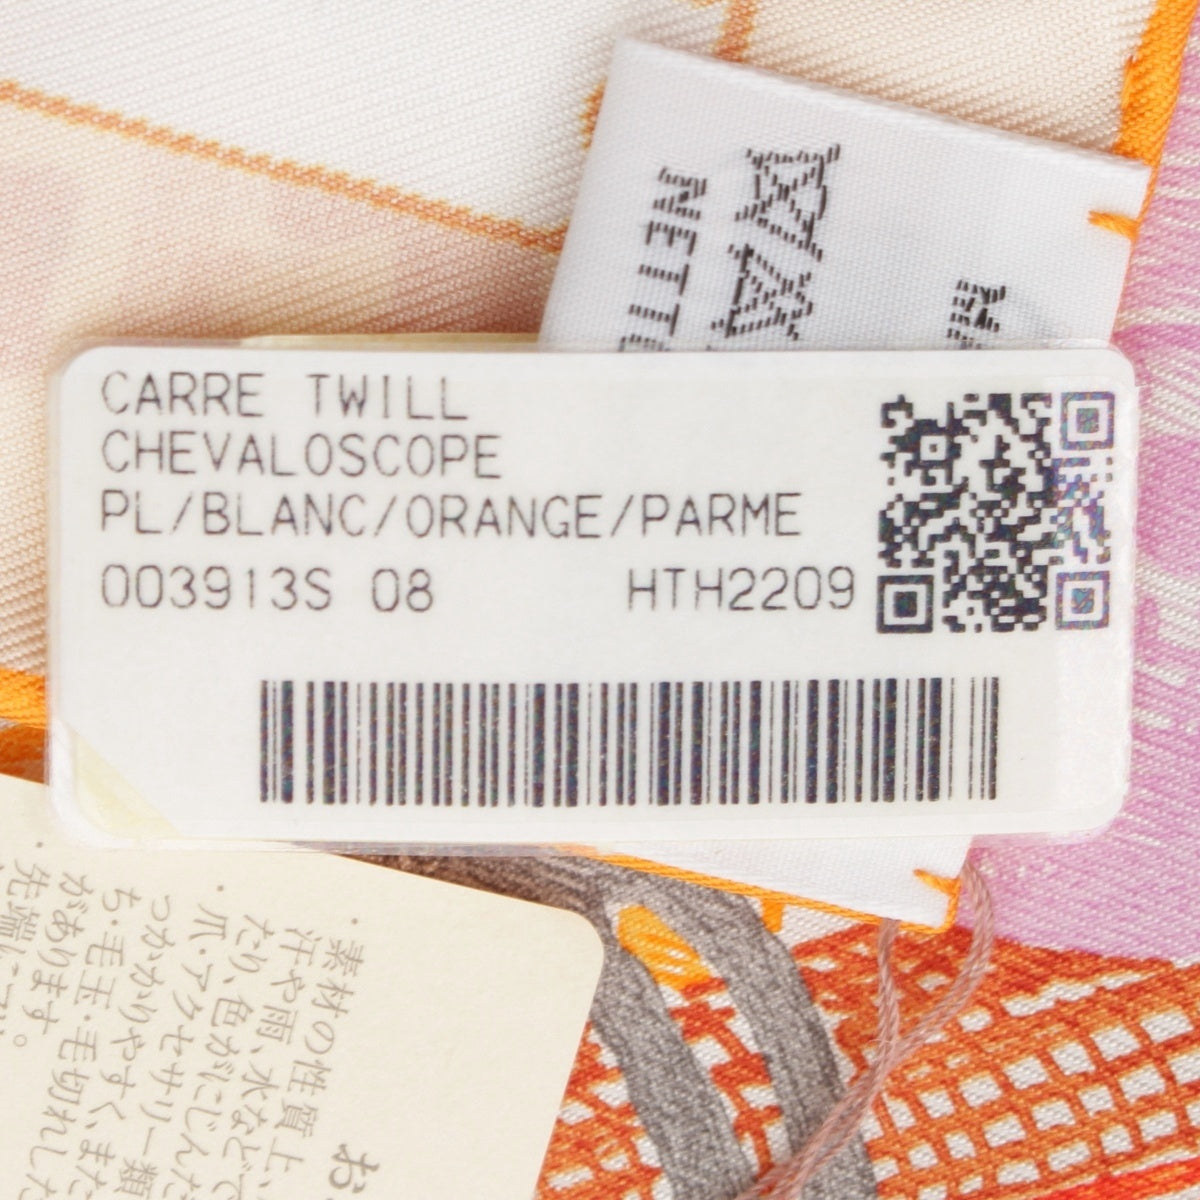 CARRE TWILL
CHEVALOSCOPE
PL/BLANC/ORANGE/PARME
003913S 08 HTH2209
・素材の性質上、
汗や雨、水などで
たり、色がにじんだ
・爪・アクセサリー類
つかかりやすく、また
ち・毛玉・毛切れした
があります。
・先端に